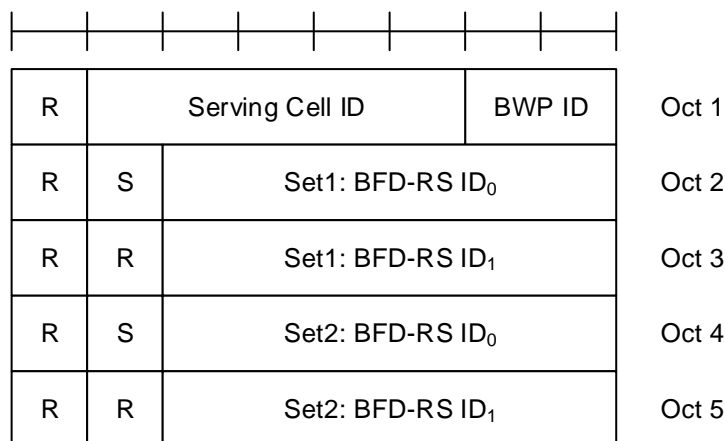 R Serving Cell ID BWP ID Oct 1
R S Set1: BFD-RS ID₀ Oct 2
R R Set1: BFD-RS ID₁ Oct 3
R S Set2: BFD-RS ID₀ Oct 4
R R Set2: BFD-RS ID₁ Oct 5